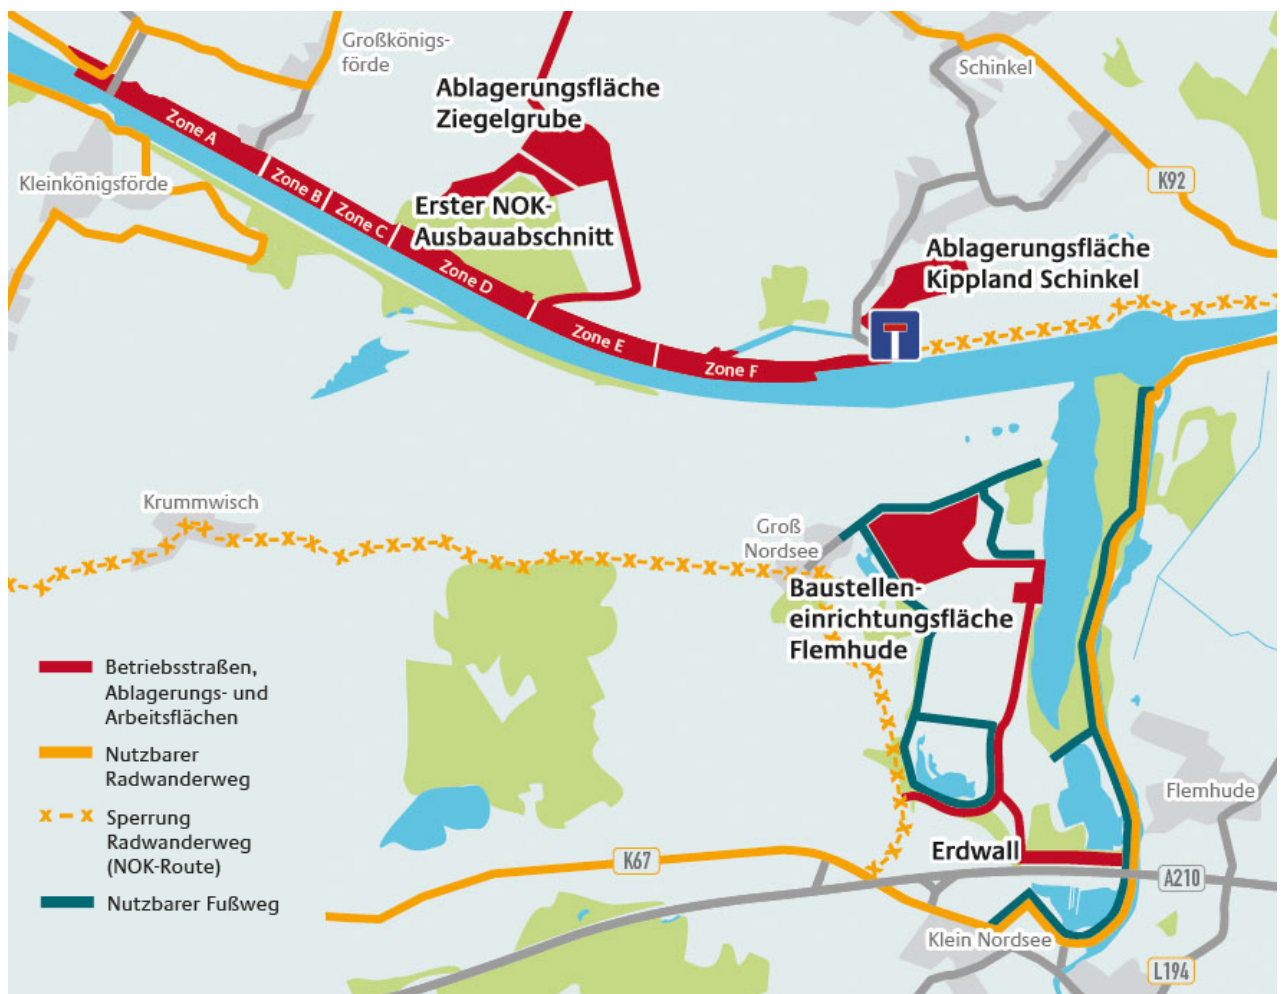 Großkönigs-
förde
Schinkel
Ablagerungsfläche
Ziegelgrube
Zone A
Kleinkönigsförde
Zone B
K92
Erster NOK-
Ausbauabschnitt
Zone C
Ablagerungsfläche
Kippland Schinkel
Zone D
Zone E
Zone F
Krummwisch
Groß
Nordsee
Baustellen-
einrichtungsfläche
Flemhude
Betriebsstraßen,
Ablagerungs- und
Arbeitsflächen
Nutzbarer
Radwanderweg
Flemhude
Sperrung
Radwanderweg
(NOK-Route)
Erdwall
K67
A210
Nutzbarer Fußweg
Klein Nordsee
L194